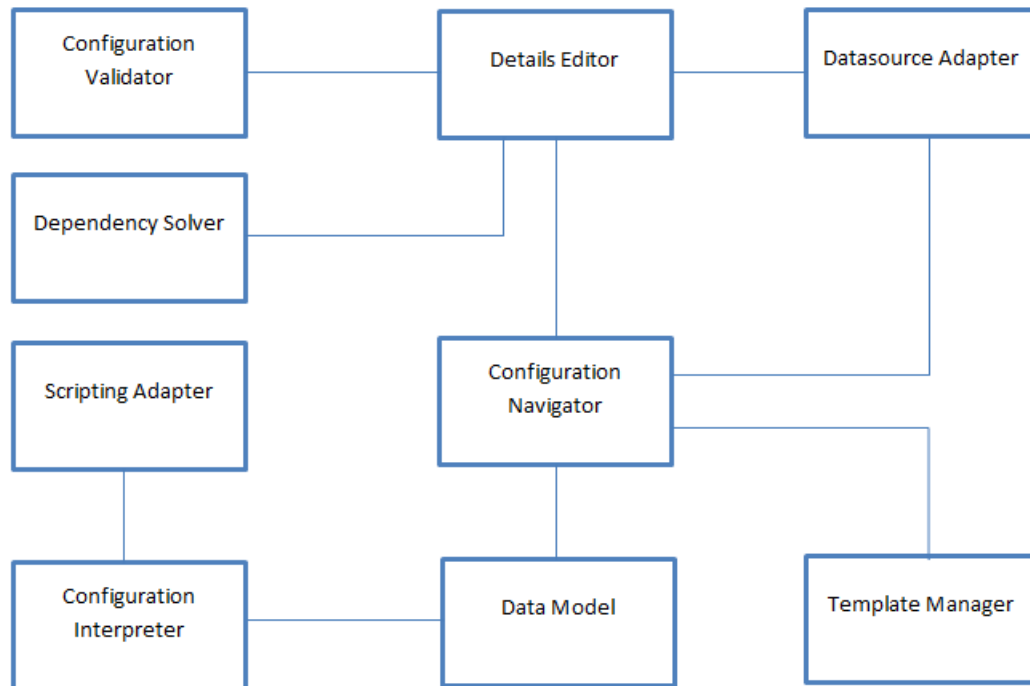 Configuration
Validator
Details Editor
Datasource Adapter
Dependency Solver
Scripting Adapter
Configuration
Navigator
Configuration
Interpreter
Data Model
Template Manager